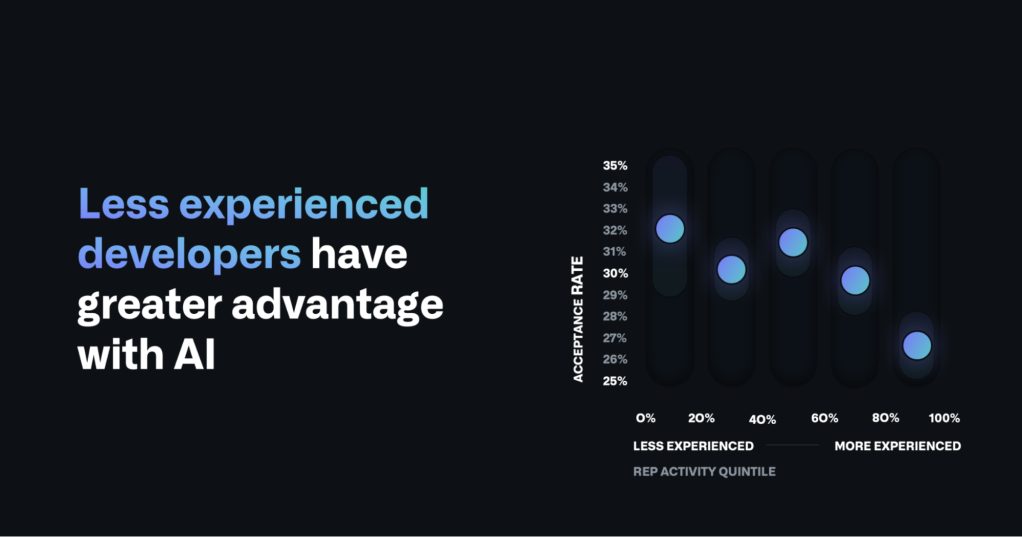 Less experienced
developers have
greater advantage
with AI
35%
34%
33%
32%
31%
30%
29%
28%
27%
26%
25%
ACCEPTANCE RATE
0%
20%
40%
60%
80%
100%
LESS EXPERIENCED
MORE EXPERIENCED
REP ACTIVITY QUINTILE